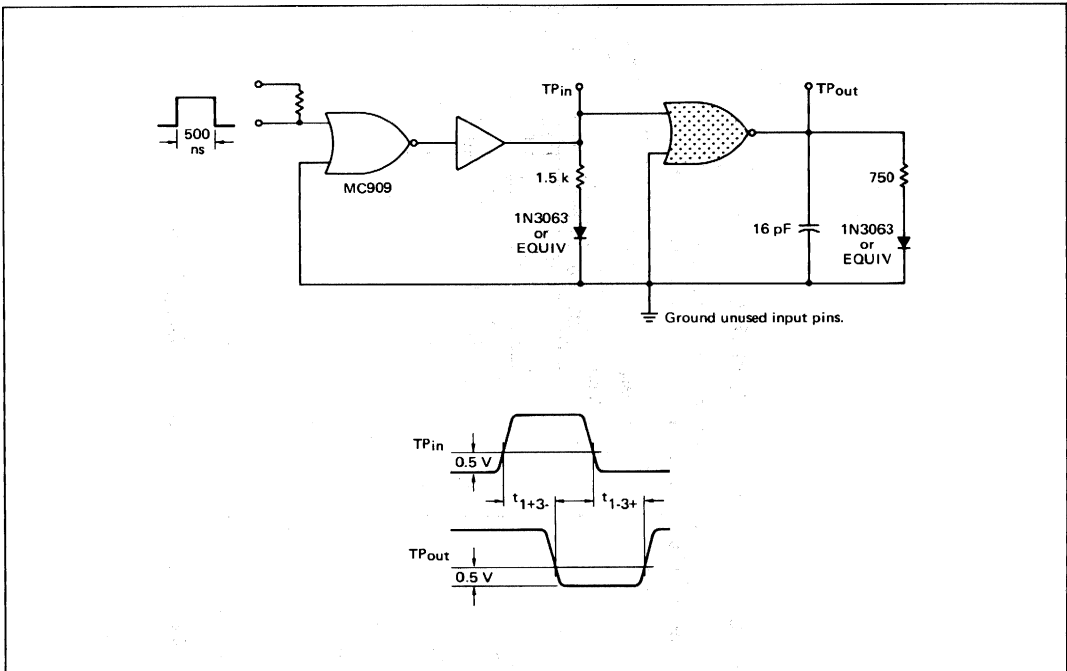 TPin
TPout
500
ns
MC909
1.5 k
750
1N3063
or
EQUIV
16 pF
1N3063
or
EQUIV
Ground unused input pins.
TPin
0.5 V
t1+3-
t1-3+
TPout
0.5 V